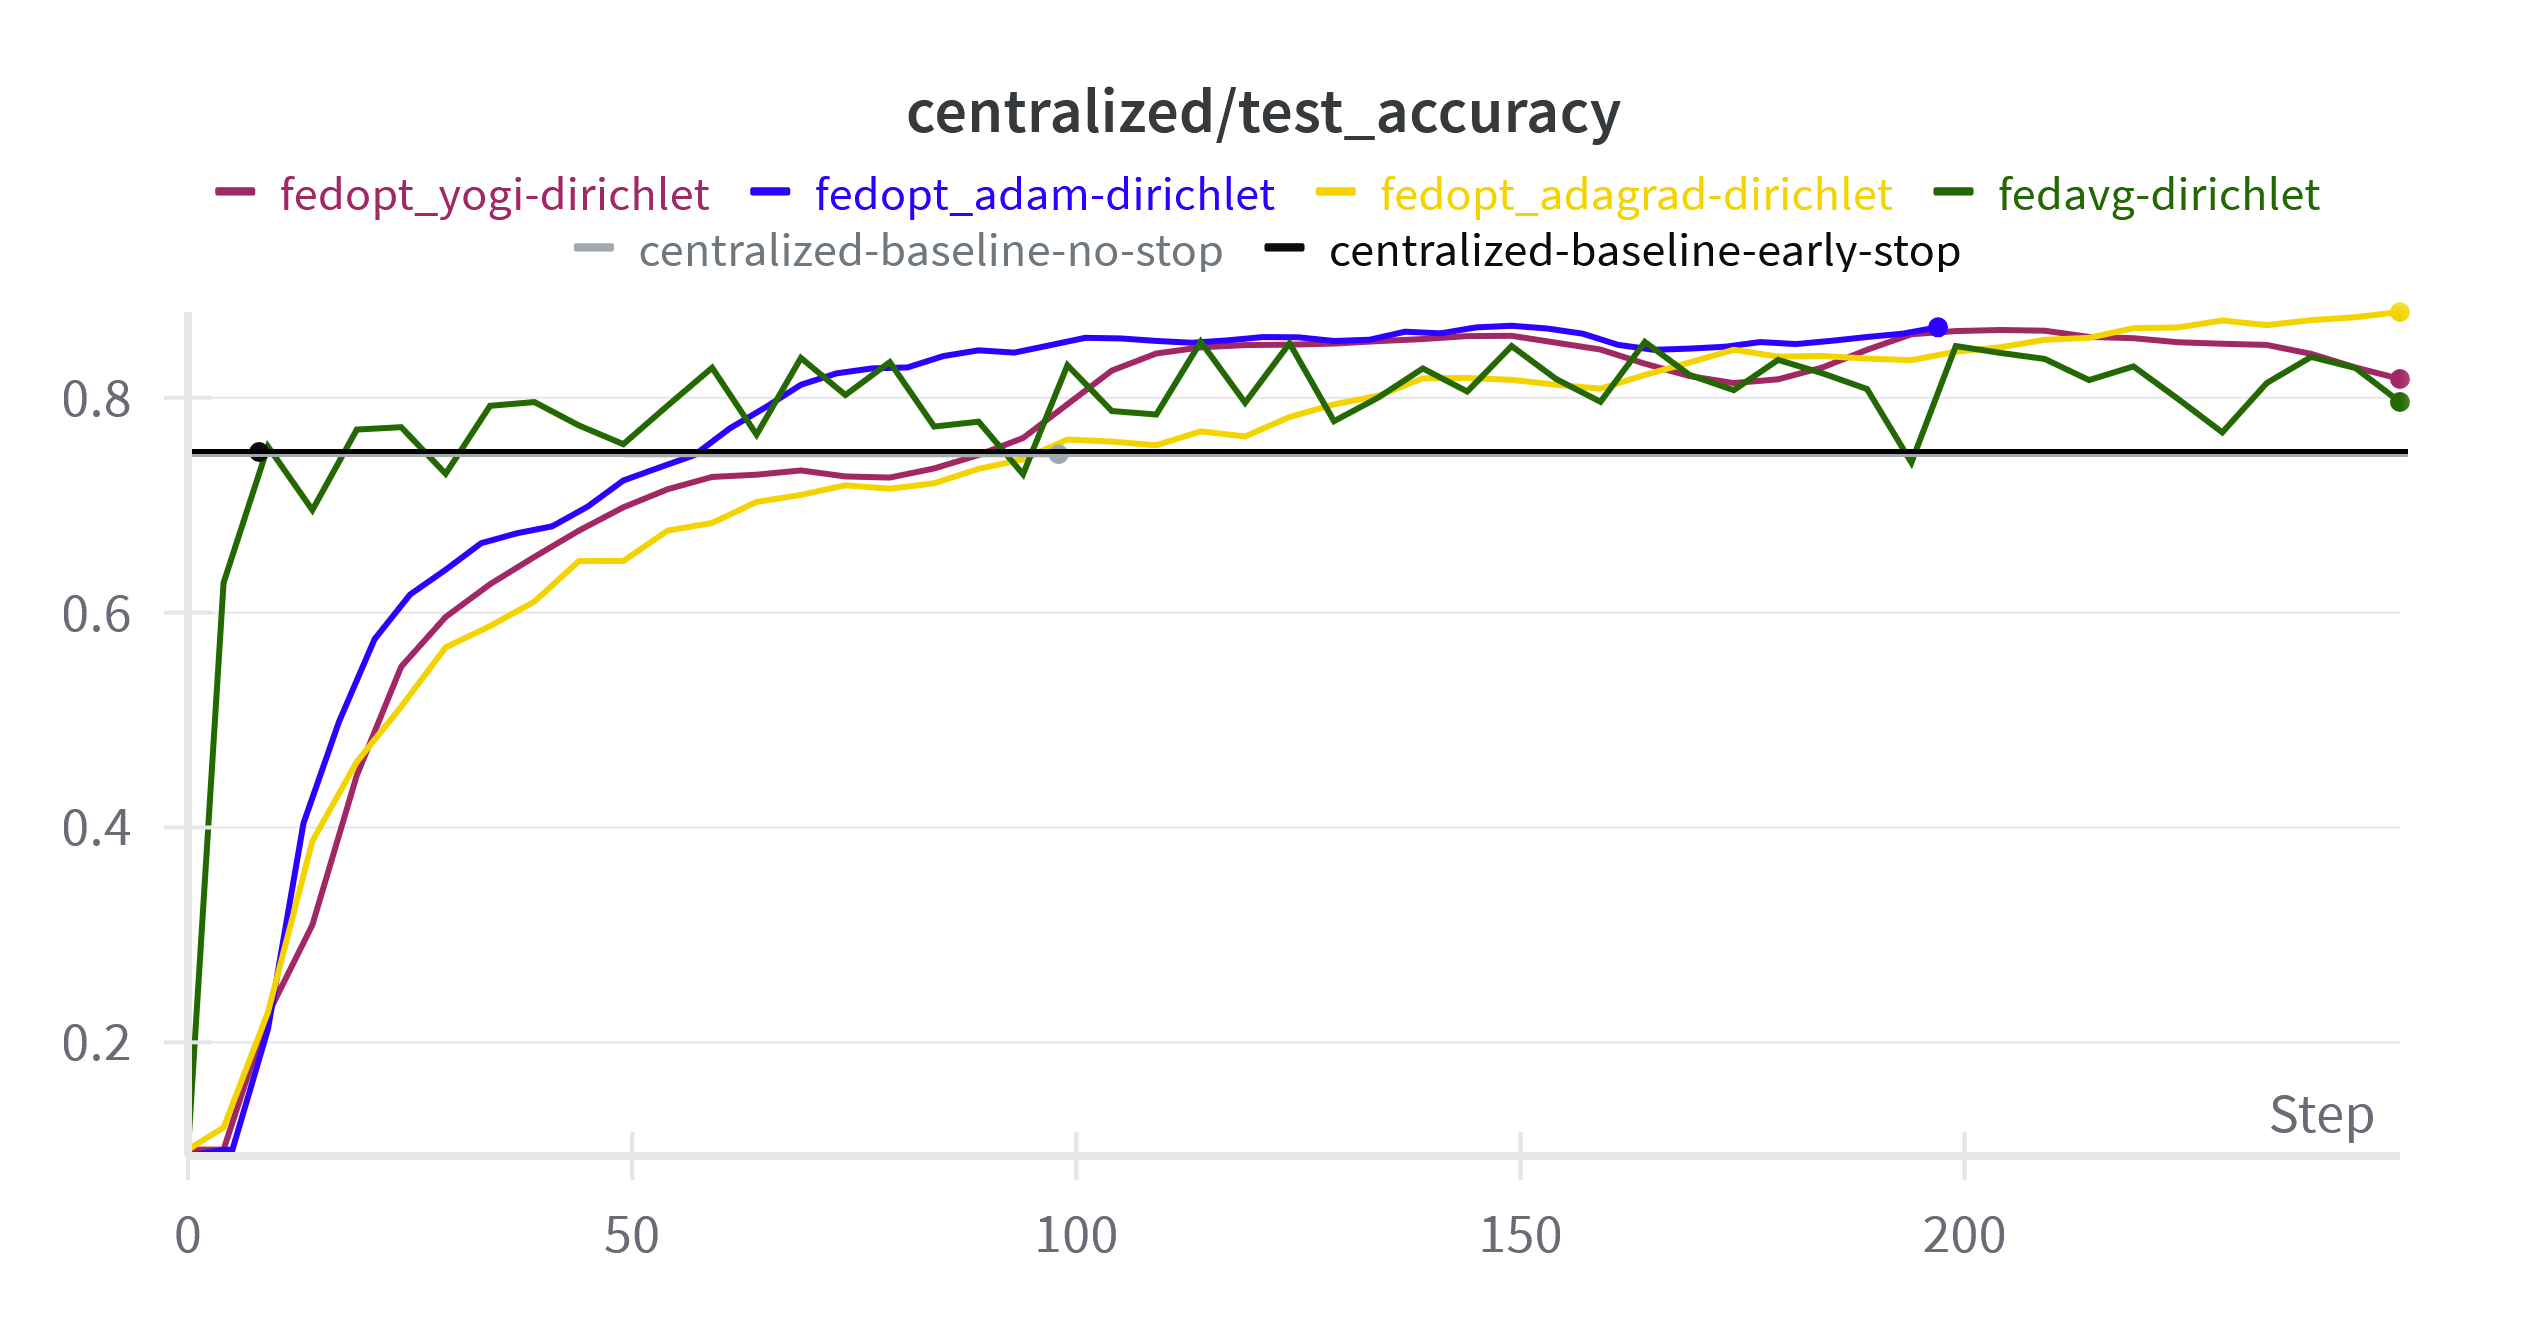 centralized/test_accuracy
fedopt_yogi-dirichlet fedopt_adam-dirichlet fedopt_adagrad-dirichlet fedavg-dirichlet
centralized-baseline-no-stop centralized-baseline-early-stop
0.8
0.6
0.4
0.2
Step
0 50 100 150 200